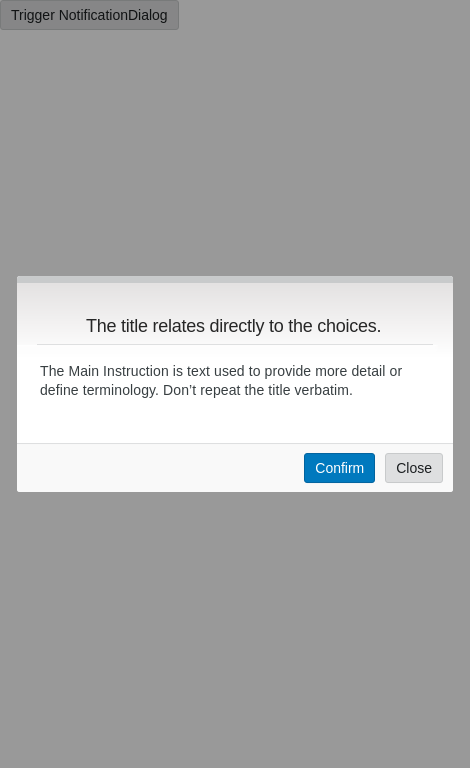 Trigger NotificationDialog
The title relates directly to the choices.
The Main Instruction is text used to provide more detail or
define terminology. Don’t repeat the title verbatim.
Confirm
Close